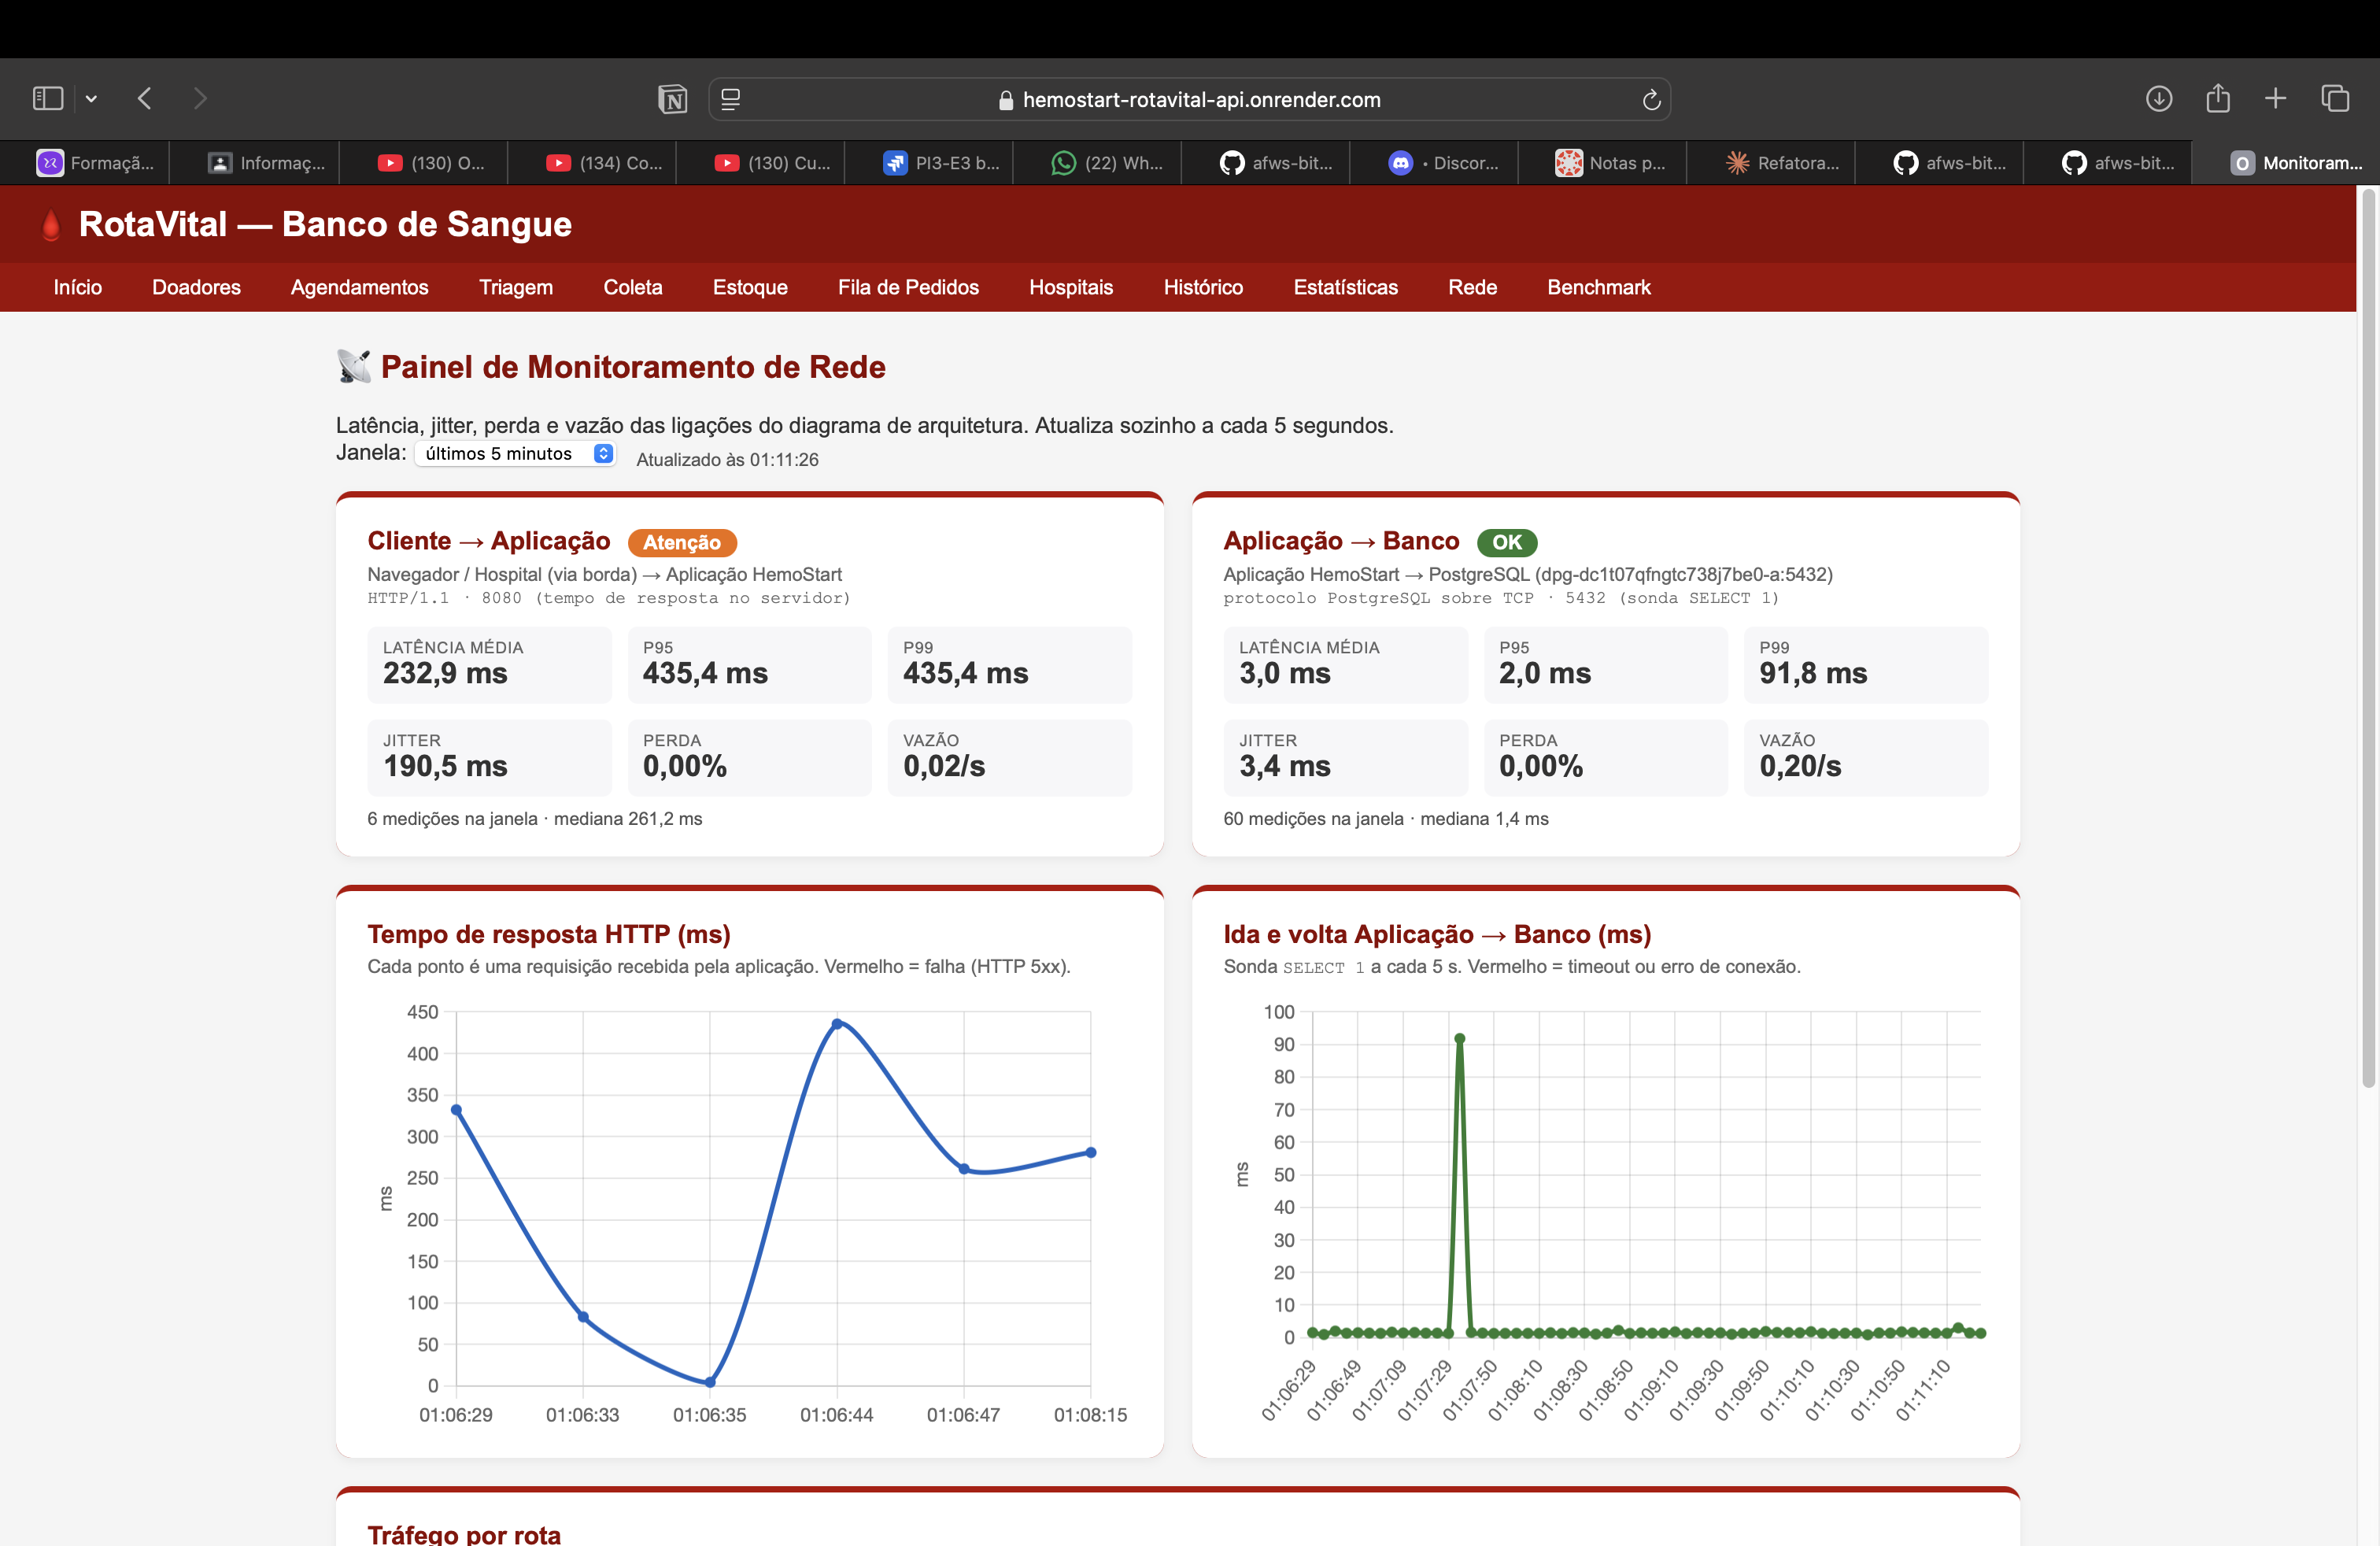 hemostart-rotavital-api.onrender.com
Formaçã...
Informaç...
(130) O...
(134) Co...
(130) Cu...
PI3-E3 b...
(22) Wh...
afws-bit...
• Discor...
Notas p...
Refatora...
afws-bit...
afws-bit...
O Monitoram...
RotaVital — Banco de Sangue
Início Doadores Agendamentos Triagem Coleta Estoque Fila de Pedidos Hospitais Histórico Estatísticas Rede Benchmark
Painel de Monitoramento de Rede
Latência, jitter, perda e vazão das ligações do diagrama de arquitetura. Atualiza sozinho a cada 5 segundos.
Janela: últimos 5 minutos Atualizado às 01:11:26
Cliente → Aplicação Atenção
Navegador / Hospital (via borda) → Aplicação HemoStart
HTTP/1.1 · 8080 (tempo de resposta no servidor)
LATÊNCIA MÉDIA P95 P99
232,9 ms 435,4 ms 435,4 ms
JITTER PERDA VAZÃO
190,5 ms 0,00% 0,02/s
6 medições na janela · mediana 261,2 ms
Aplicação → Banco OK
Aplicação HemoStart → PostgreSQL (dpg-dc1t07qfngtc738j7be0-a:5432)
protocolo PostgreSQL sobre TCP · 5432 (sonda SELECT 1)
LATÊNCIA MÉDIA P95 P99
3,0 ms 2,0 ms 91,8 ms
JITTER PERDA VAZÃO
3,4 ms 0,00% 0,20/s
60 medições na janela · mediana 1,4 ms
Tempo de resposta HTTP (ms)
Cada ponto é uma requisição recebida pela aplicação. Vermelho = falha (HTTP 5xx).
450
400
350
300
250
200
150
100
50
0
ms
01:06:29 01:06:33 01:06:35 01:06:44 01:06:47 01:08:15
Ida e volta Aplicação → Banco (ms)
Sonda SELECT 1 a cada 5 s. Vermelho = timeout ou erro de conexão.
100
90
80
70
60
50
40
30
20
10
0
ms
01:06:29 01:06:49 01:07:09 01:07:29 01:07:50 01:08:10 01:08:30 01:08:50 01:09:10 01:09:30 01:09:50 01:10:10 01:10:30 01:10:50 01:11:10
Tráfego por rota